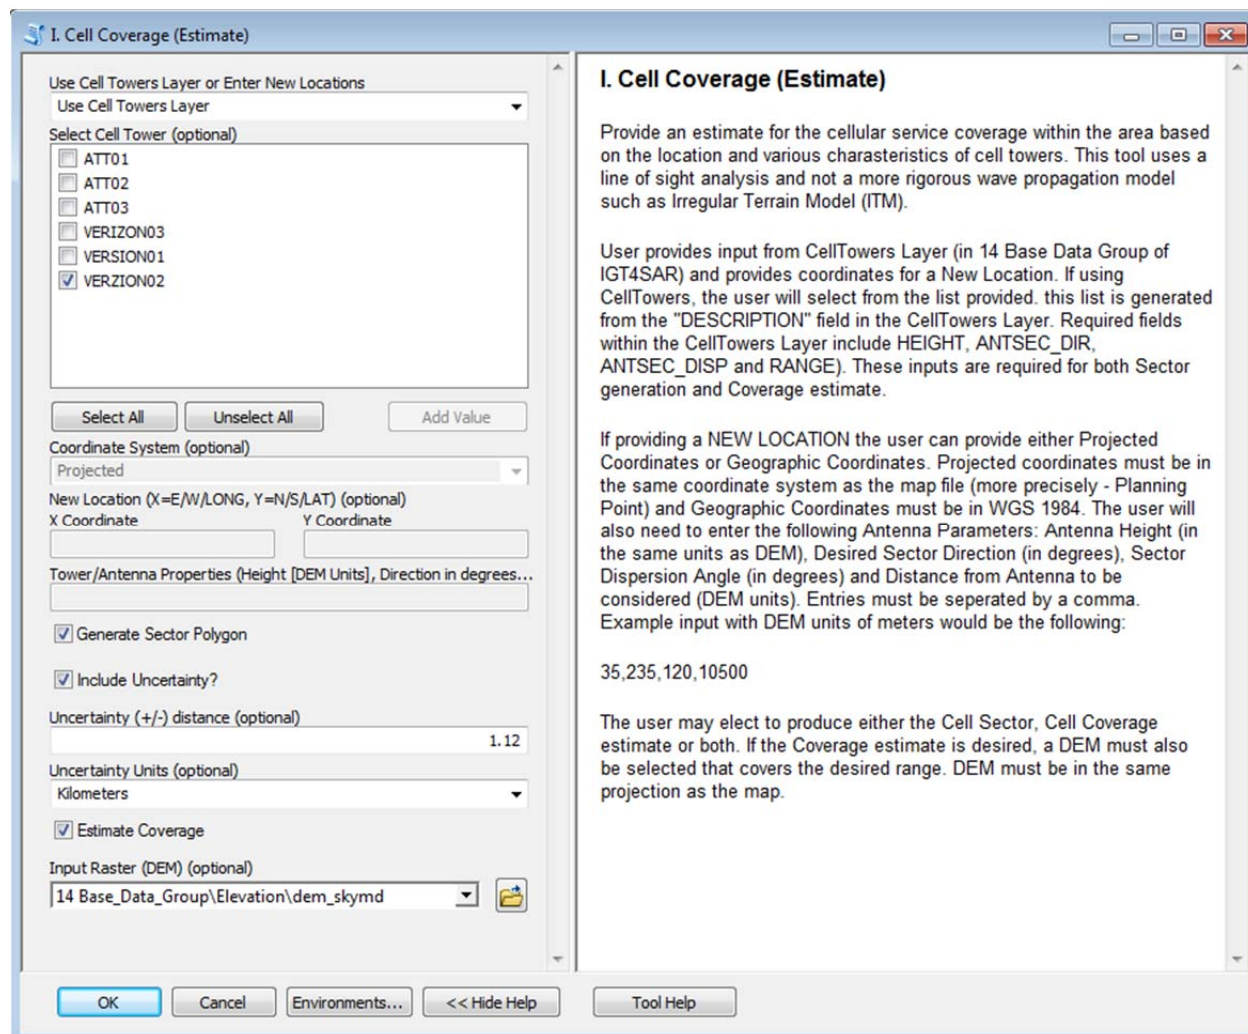 I. Cell Coverage (Estimate)
Use Cell Towers Layer or Enter New Locations
Use Cell Towers Layer
Select Cell Tower (optional)
ATT01
ATT02
ATT03
VERIZON03
VERSION01
VERZION02
Select All
Unselect All
Add Value
Coordinate System (optional)
Projected
New Location (X=E/W/LONG, Y=N/S/LAT) (optional)
X Coordinate
Y Coordinate
Tower/Antenna Properties (Height [DEM Units], Direction in degrees...
Generate Sector Polygon
Include Uncertainty?
Uncertainty (+/-) distance (optional)
1.12
Uncertainty Units (optional)
Kilometers
Estimate Coverage
Input Raster (DEM) (optional)
14 Base_Data_Group\Elevation\dem_skymd
I. Cell Coverage (Estimate)
Provide an estimate for the cellular service coverage within the area based
on the location and various charasteristics of cell towers. This tool uses a
line of sight analysis and not a more rigorous wave propagation model
such as Irregular Terrain Model (ITM).
User provides input from CellTowers Layer (in 14 Base Data Group of
IGT4SAR) and provides coordinates for a New Location. If using
CellTowers, the user will select from the list provided. this list is generated
from the "DESCRIPTION" field in the CellTowers Layer. Required fields
within the CellTowers Layer include HEIGHT, ANTSEC_DIR,
ANTSEC_DISP and RANGE). These inputs are required for both Sector
generation and Coverage estimate.
If providing a NEW LOCATION the user can provide either Projected
Coordinates or Geographic Coordinates. Projected coordinates must be in
the same coordinate system as the map file (more precisely - Planning
Point) and Geographic Coordinates must be in WGS 1984. The user will
also need to enter the following Antenna Parameters: Antenna Height (in
the same units as DEM), Desired Sector Direction (in degrees), Sector
Dispersion Angle (in degrees) and Distance from Antenna to be
considered (DEM units). Entries must be seperated by a comma.
Example input with DEM units of meters would be the following:
35,235,120,10500
The user may elect to produce either the Cell Sector, Cell Coverage
estimate or both. If the Coverage estimate is desired, a DEM must also
be selected that covers the desired range. DEM must be in the same
projection as the map.
OK
Cancel
Environments...
<< Hide Help
Tool Help